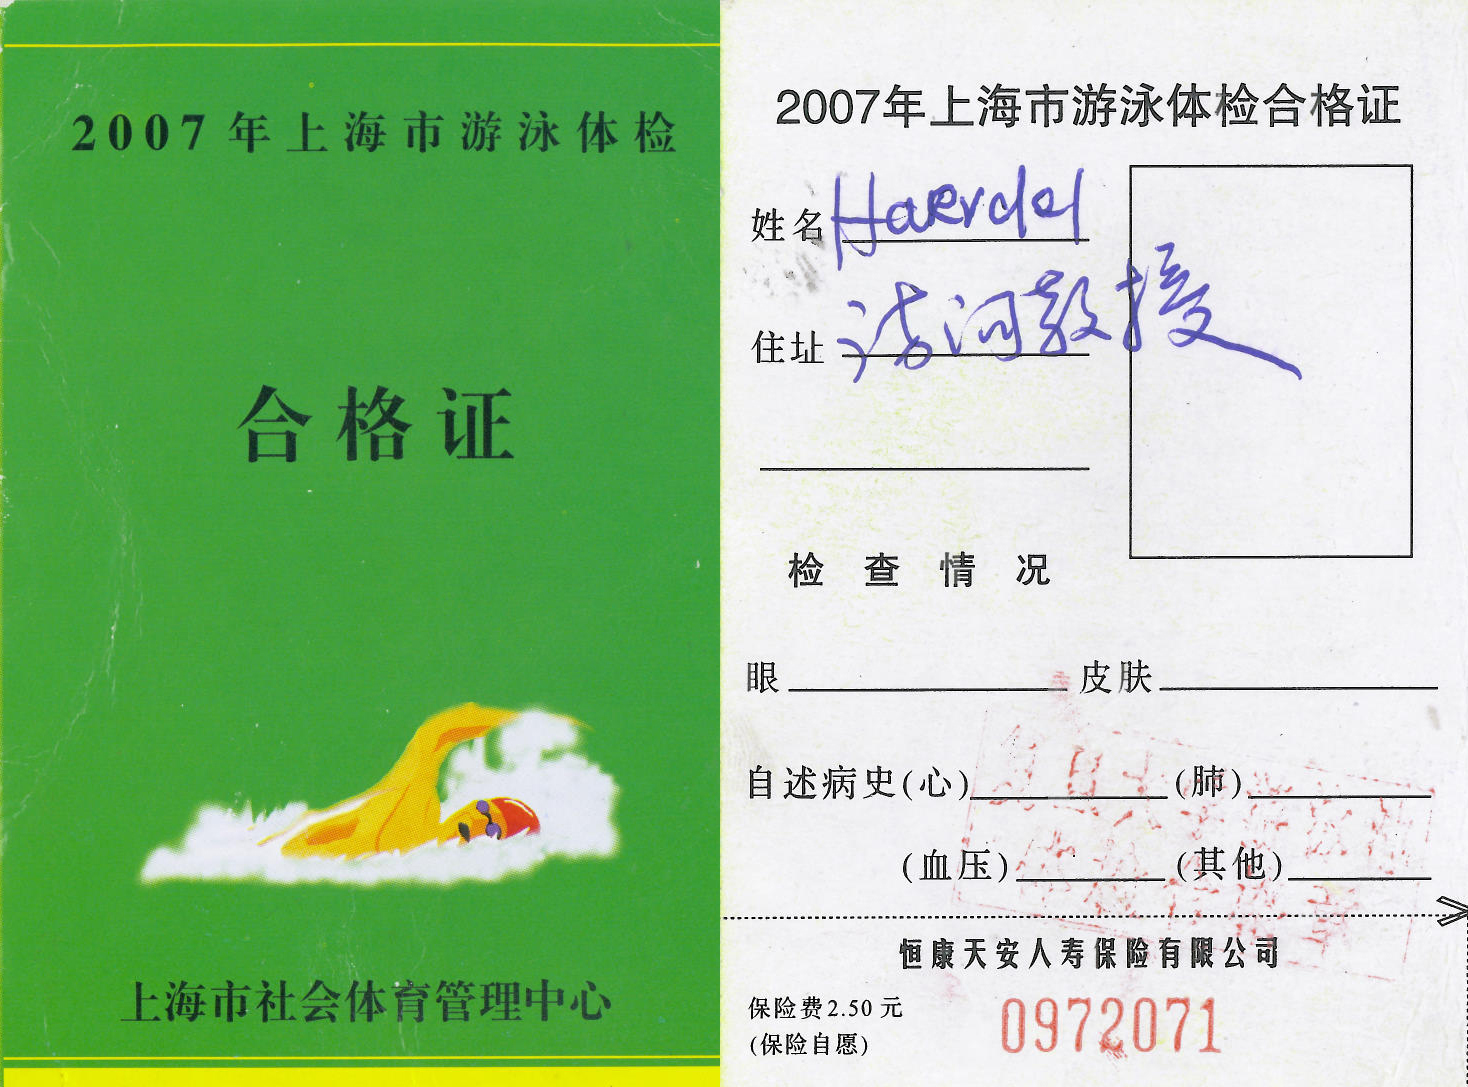 2007年上海市游泳体检
合格证
上海市社会体育管理中心
2007年上海市游泳体检合格证
姓名 Haerdel
住址 访问教授
检查情况
眼 皮肤
自述病史(心) (肺)
(血压) (其他)
恒康天安人寿保险有限公司
保险费2.50元
(保险自愿)
0972071